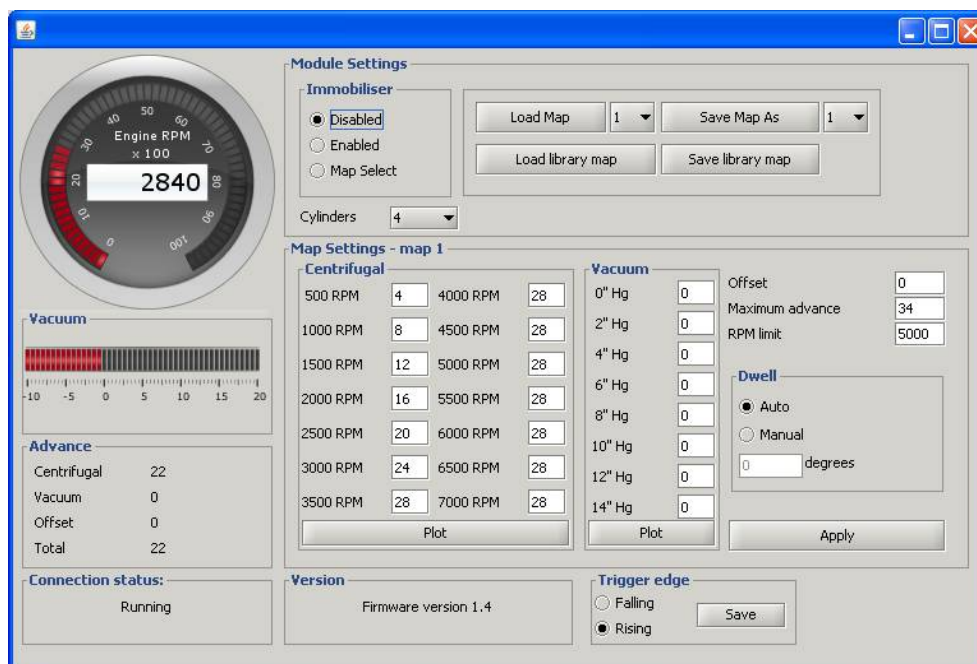 Module Settings
Immobiliser
Disabled
Enabled
Map Select
Load Map 1 Save Map As 1
Load library map Save library map
Cylinders 4
Engine RPM
x 100
2840
0 10 20 30 40 50 60 70 80 90 100
Vacuum
-10 -5 0 5 10 15 20
Advance
Centrifugal 22
Vacuum 0
Offset 0
Total 22
Connection status:
Running
Map Settings - map 1
Centrifugal
500 RPM 4 4000 RPM 28
1000 RPM 8 4500 RPM 28
1500 RPM 12 5000 RPM 28
2000 RPM 16 5500 RPM 28
2500 RPM 20 6000 RPM 28
3000 RPM 24 6500 RPM 28
3500 RPM 28 7000 RPM 28
Plot
Vacuum
0" Hg 0
2" Hg 0
4" Hg 0
6" Hg 0
8" Hg 0
10" Hg 0
12" Hg 0
14" Hg 0
Plot
Offset 0
Maximum advance 34
RPM limit 5000
Dwell
Auto
Manual
0 degrees
Apply
Version
Firmware version 1.4
Trigger edge
Falling
Rising
Save